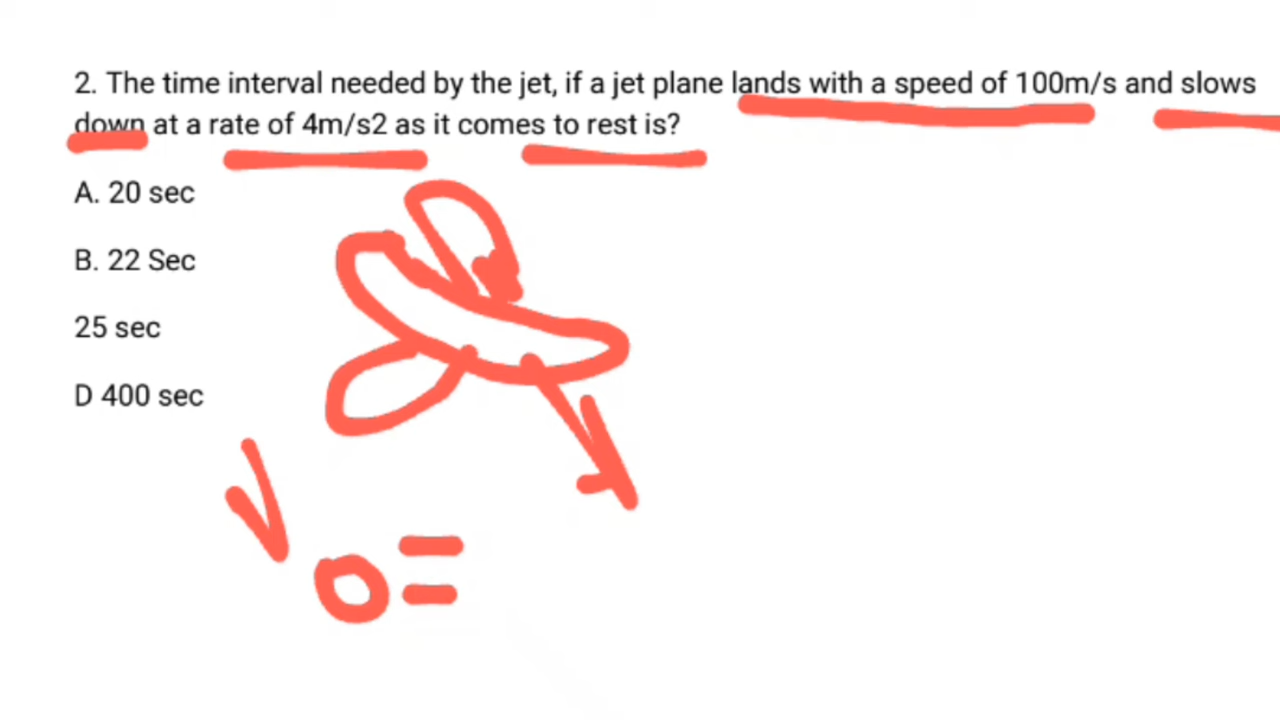 2. The time interval needed by the jet, if a jet plane lands with a speed of 100m/s and slows
down at a rate of 4m/s2 as it comes to rest is?
A. 20 sec
B. 22 Sec
25 sec
D 400 sec
V0=